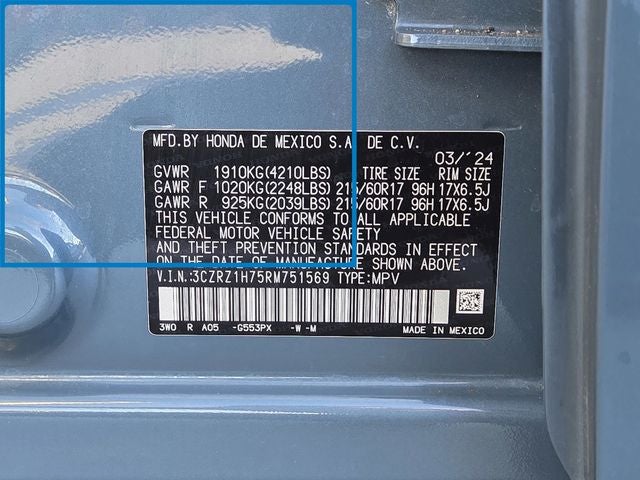 MFD.BY HONDA DE MEXICO S.A. DE C.V.
03/'24
GVWR 1910KG(4210LBS) TIRE SIZE RIM SIZE
GAWR F 1020KG(2248LBS) 215/60R17 96H 17X6.5J
GAWR R 925KG(2039LBS) 215/60R17 96H 17X6.5J
THIS VEHICLE CONFORMS TO ALL APPLICABLE
FEDERAL MOTOR VEHICLE SAFETY
AND THEFT PREVENTION STANDARDS IN EFFECT
ON THE DATE OF MANUFACTURE SHOWN ABOVE.
V.I.N.:3CZRZ1H75RM751569 TYPE:MPV
3W0 R A05 -G553PX -W-M MADE IN MEXICO